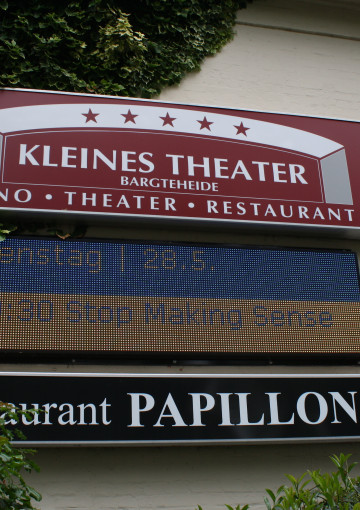 KLEINES THEATER
BARGTEHEIDE
NO • THEATER • RESTAURANT
enstag | 28.5.
:30 Stop Making Sense
aurant PAPILLON